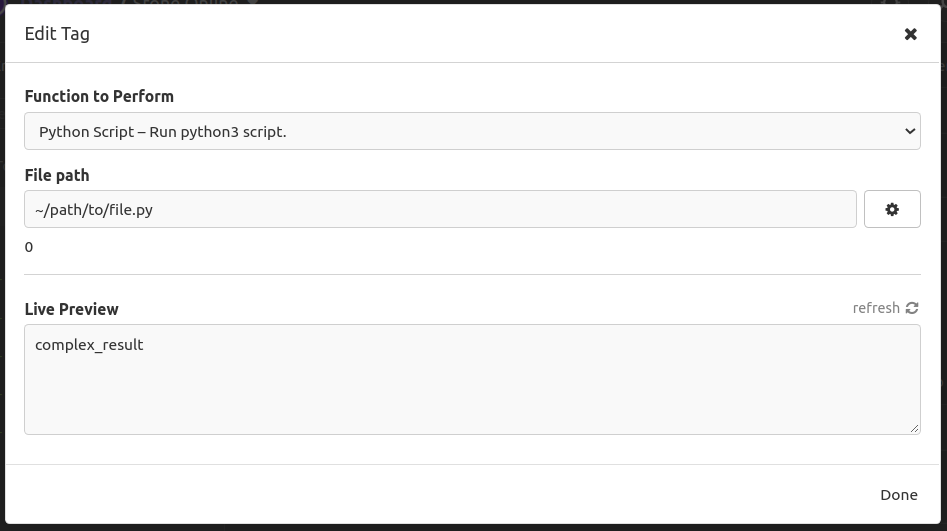 Edit Tag
Function to Perform
Python Script – Run python3 script.
File path
~/path/to/file.py
0
Live Preview
refresh
complex_result
Done